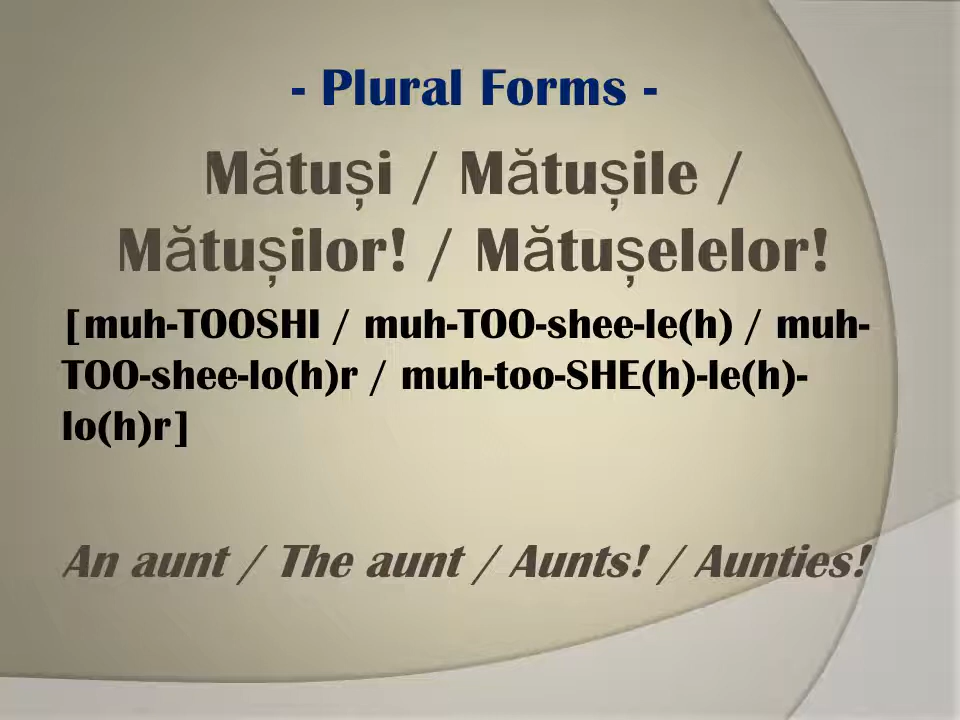 - Plural Forms -
Mătuși / Mătușile /
Mătușilor! / Mătușelelor!
[muh-TOOSHI / muh-TOO-shee-le(h) / muh-
TOO-shee-lo(h)r / muh-too-SHE(h)-le(h)-
lo(h)r]
An aunt / The aunt / Aunts! / Aunties!